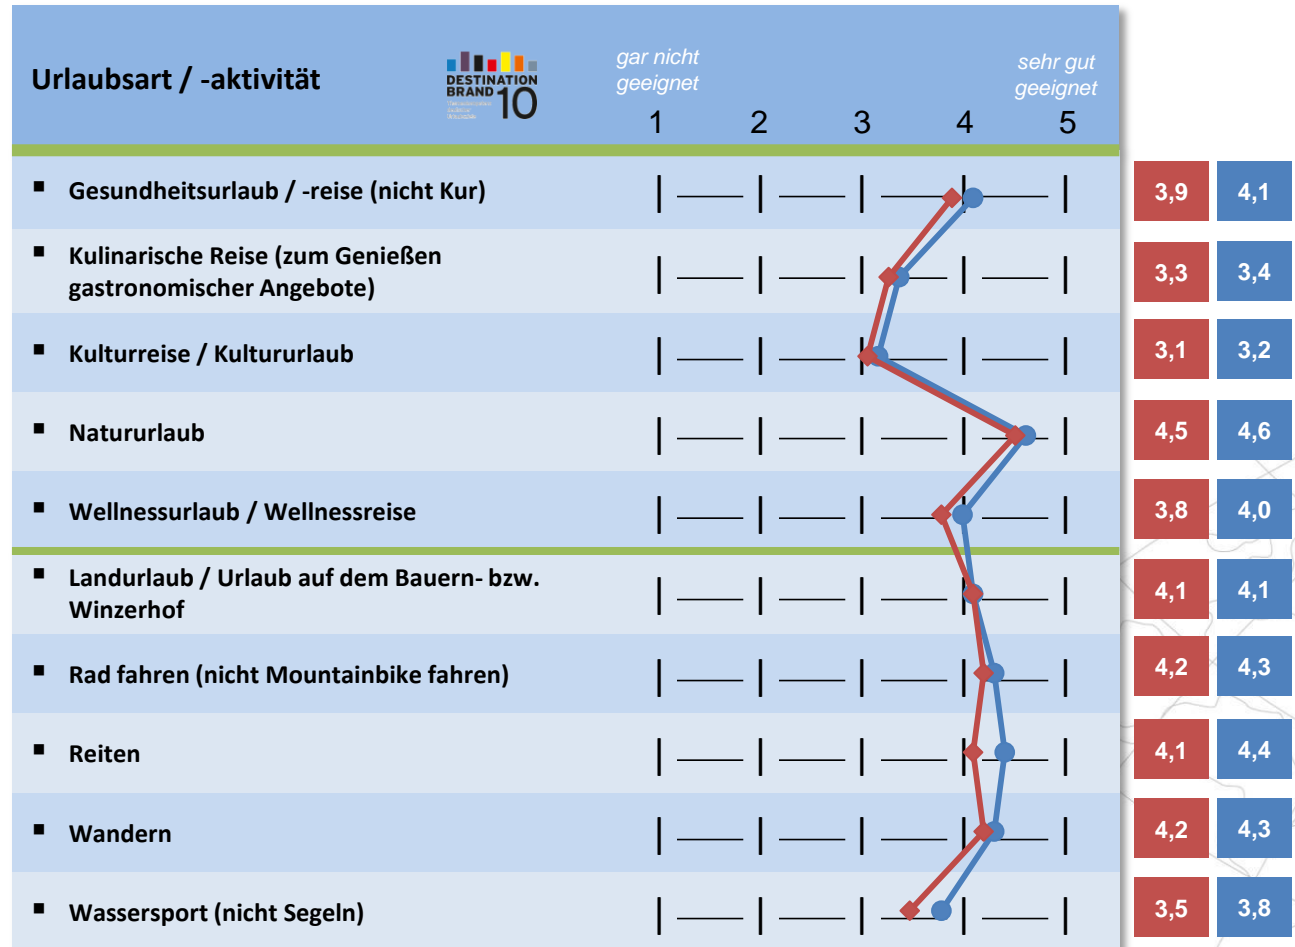 Urlaubsart / -aktivität
DESTINATION
BRAND 10
gar nicht
geeignet
sehr gut
geeignet
1 2 3 4 5
▪ Gesundheitsurlaub / -reise (nicht Kur)
3,9 4,1
▪ Kulinarische Reise (zum Genießen
gastronomischer Angebote)
3,3 3,4
▪ Kulturreise / Kultururlaub
3,1 3,2
▪ Natururlaub
4,5 4,6
▪ Wellnessurlaub / Wellnessreise
3,8 4,0
▪ Landurlaub / Urlaub auf dem Bauern- bzw.
Winzerhof
4,1 4,1
▪ Rad fahren (nicht Mountainbike fahren)
4,2 4,3
▪ Reiten
4,1 4,4
▪ Wandern
4,2 4,3
▪ Wassersport (nicht Segeln)
3,5 3,8